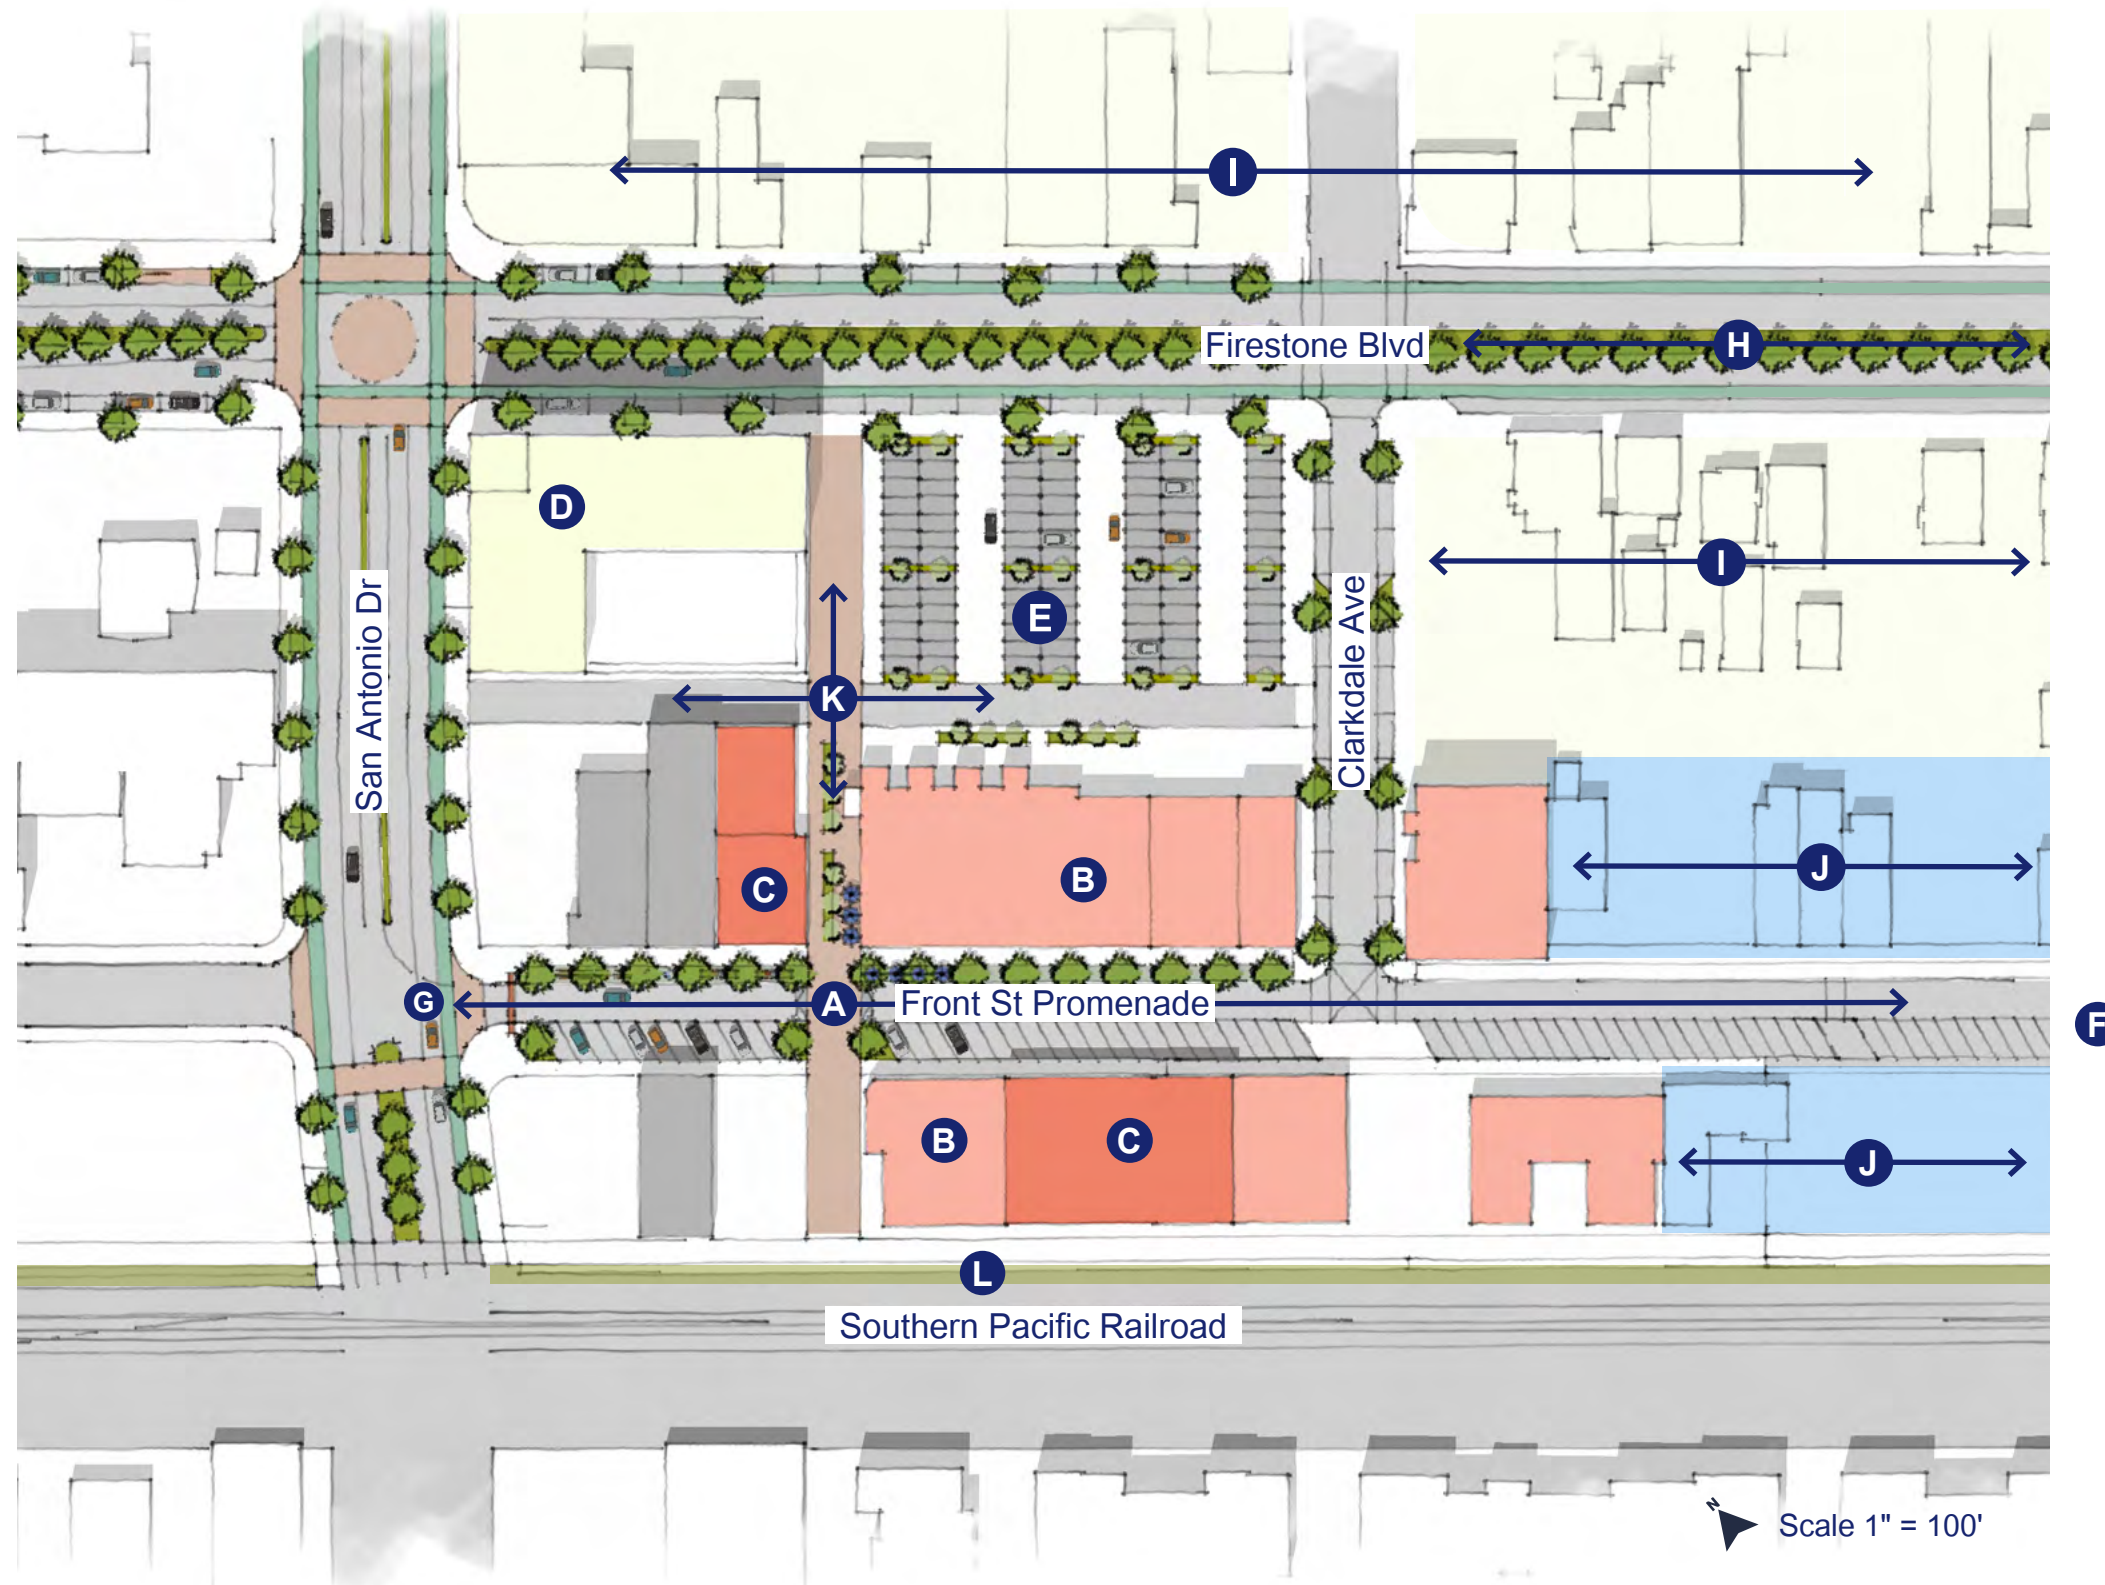 I
Firestone Blvd
H
D
I
E
San Antonio Dr
Clarkdale Ave
K
J
C
B
G
A
Front St Promenade
F
B
C
J
L
Southern Pacific Railroad
N
Scale 1" = 100'